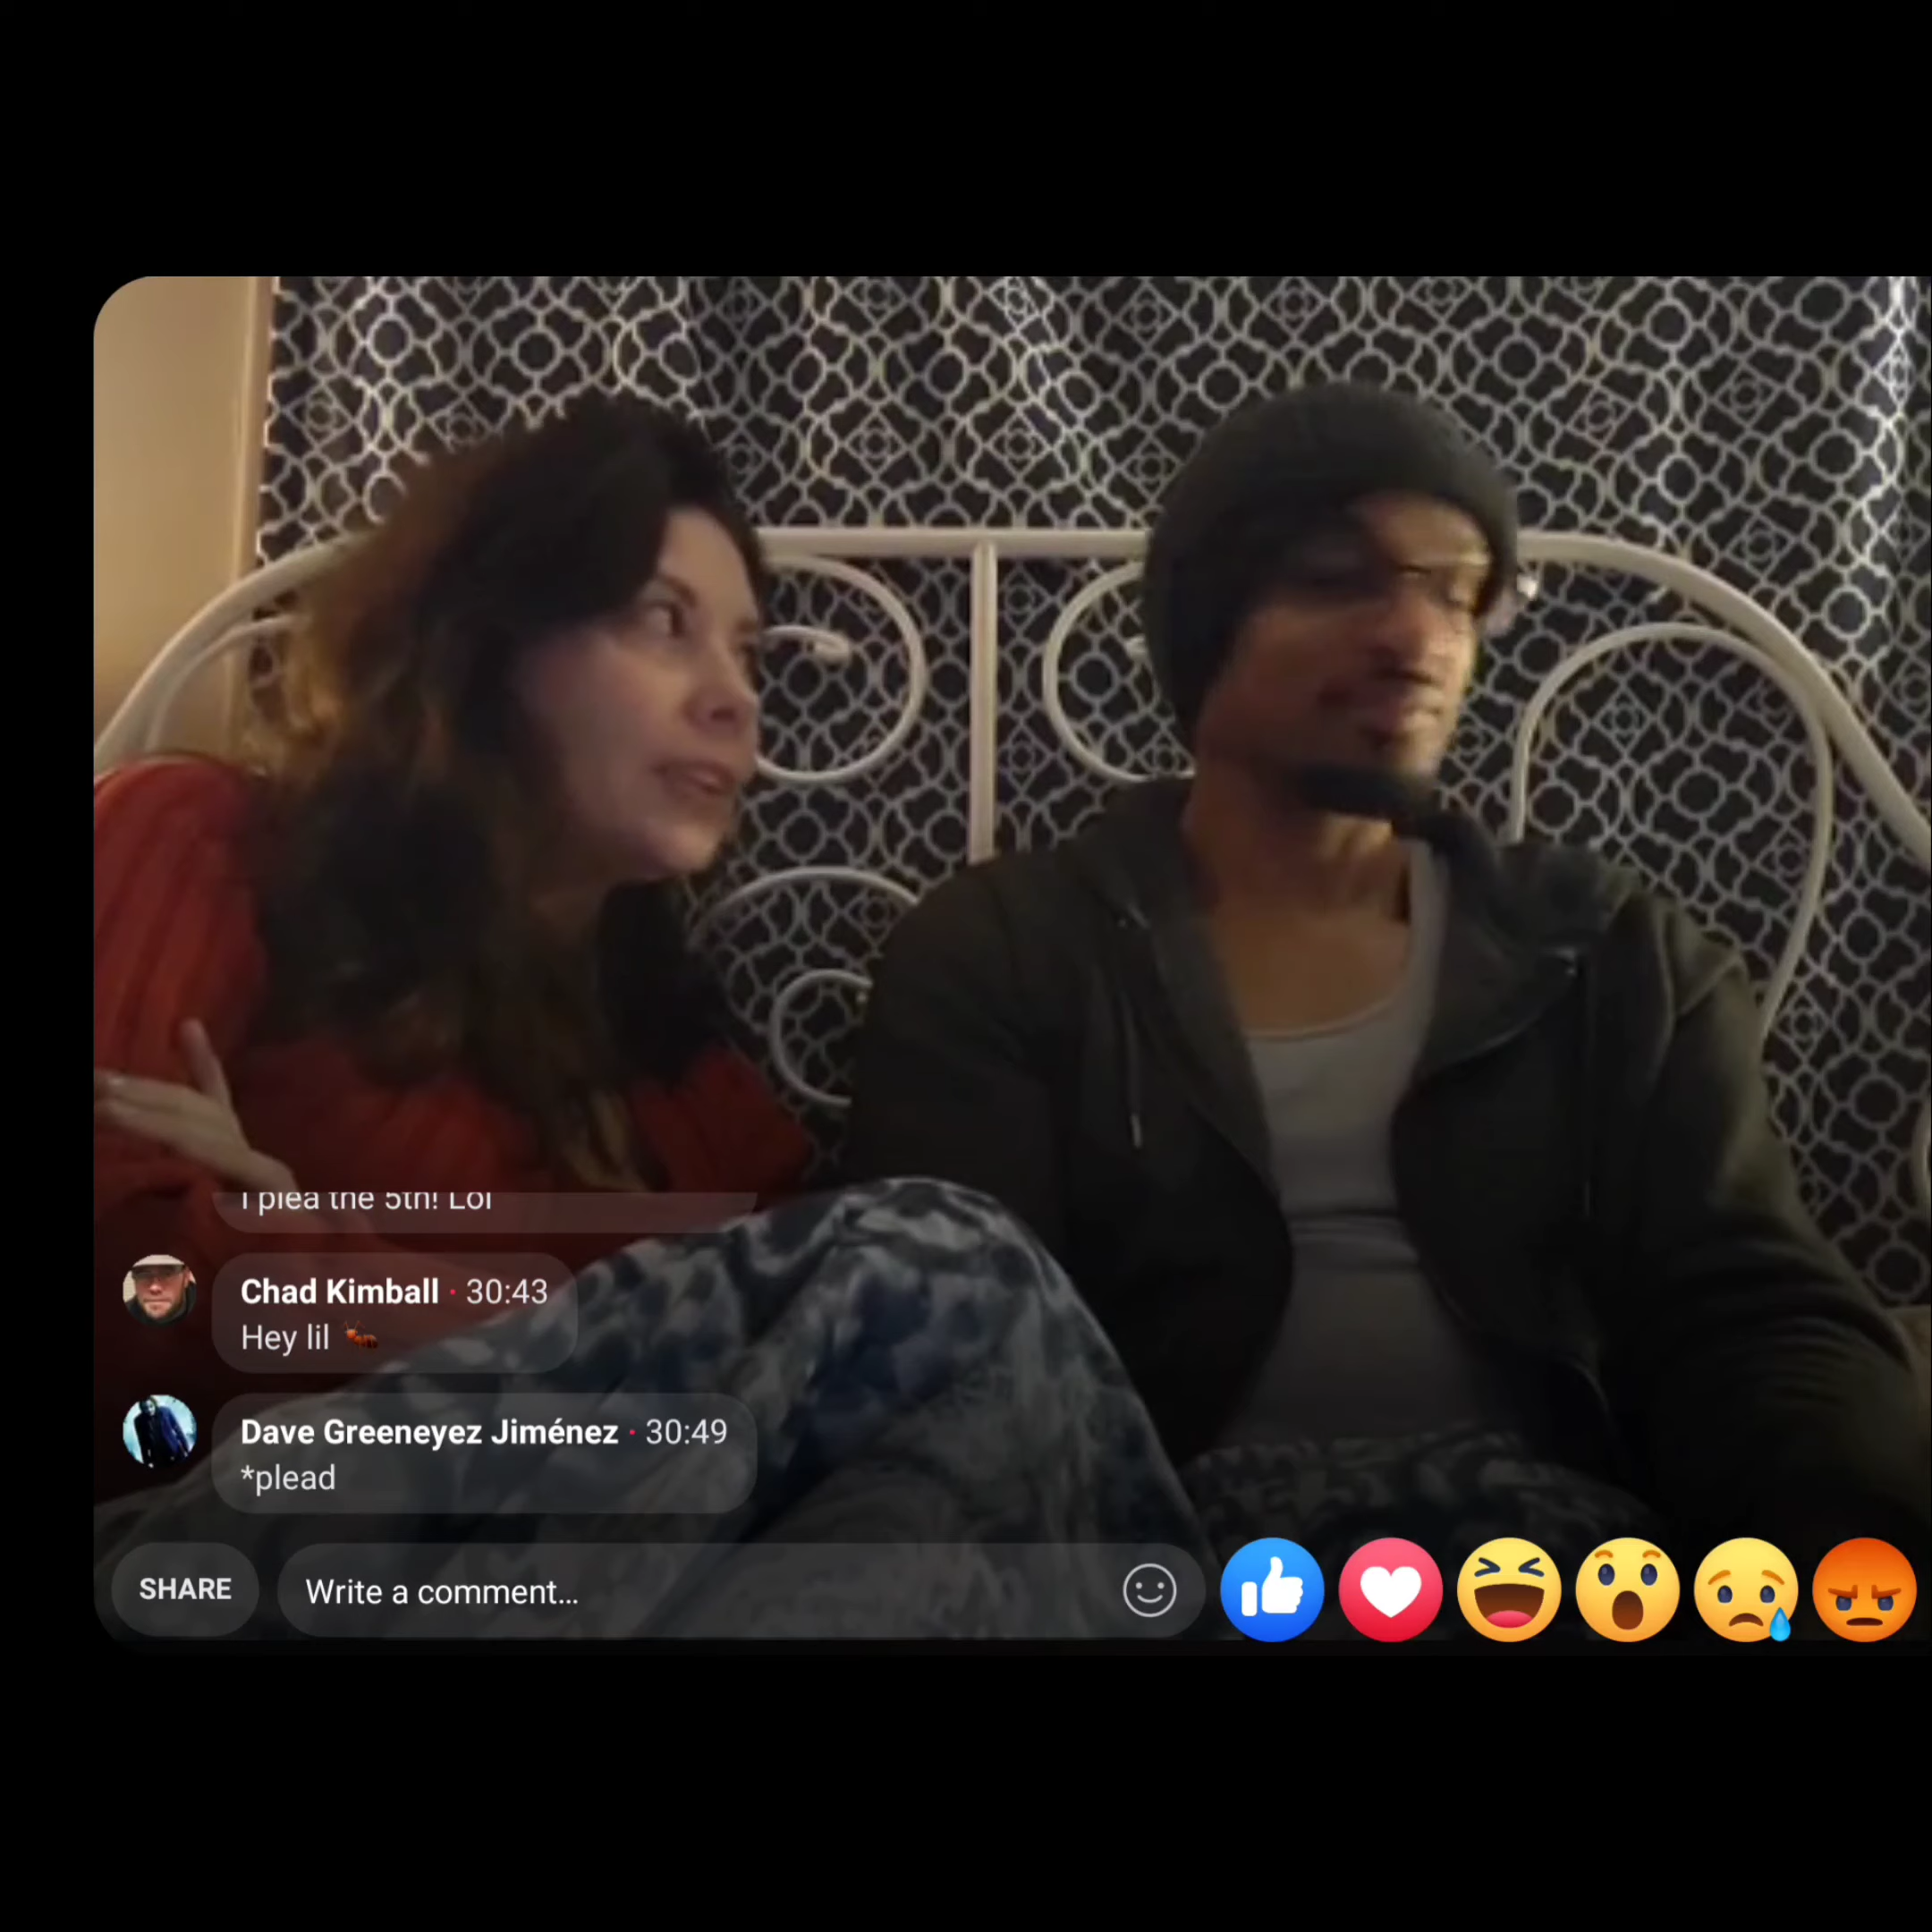 I plea the 5th! Lol
Chad Kimball · 30:43
Hey lil 🐜
Dave Greeneyez Jiménez · 30:49
*plead
SHARE
Write a comment...